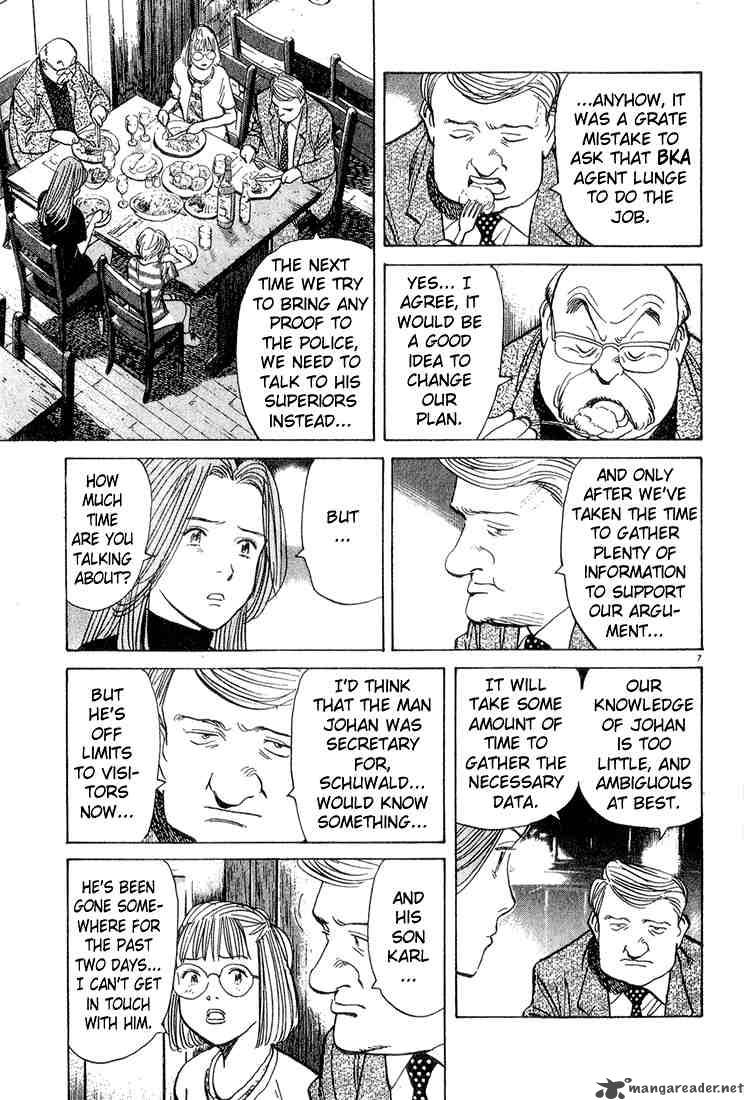 ...ANYHOW, IT
WAS A GRATE
MISTAKE TO
ASK THAT BKA
AGENT LUNGE
TO DO THE
JOB.
THE NEXT
TIME WE TRY
TO BRING ANY
PROOF TO
THE POLICE,
WE NEED TO
TALK TO HIS
SUPERIORS
INSTEAD...
YES... I
AGREE, IT
WOULD BE
A GOOD
IDEA TO
CHANGE
OUR
PLAN.
AND ONLY
AFTER WE'VE
TAKEN THE TIME
TO GATHER
PLENTY OF
INFORMATION
TO SUPPORT
OUR ARGU-
MENT...
BUT
...
HOW
MUCH
TIME
ARE YOU
TALKING
ABOUT?
7
OUR
KNOWLEDGE
OF JOHAN
IS TOO
LITTLE, AND
AMBIGUOUS
AT BEST.
IT WILL
TAKE SOME
AMOUNT OF
TIME TO
GATHER THE
NECESSARY
DATA.
I'D THINK
THAT THE MAN
JOHAN WAS
SECRETARY
FOR,
SCHUWALD...
WOULD KNOW
SOMETHING...
BUT
HE'S
OFF
LIMITS
TO VISI-
TORS
NOW...
AND
HIS
SON
KARL
...
HE'S BEEN
GONE SOME-
WHERE FOR
THE PAST
TWO DAYS...
I CAN'T GET
IN TOUCH
WITH HIM.
mangareader.net